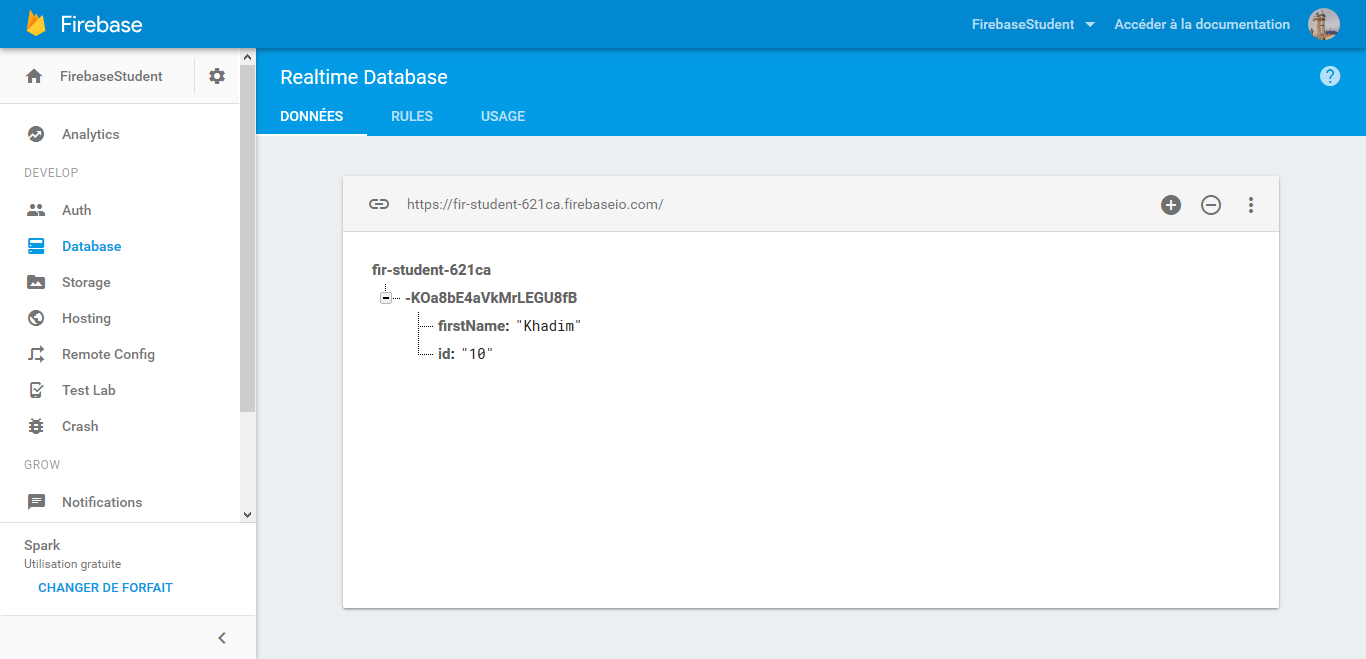 Firebase
FirebaseStudent
Accéder à la documentation
FirebaseStudent
Realtime Database
?
DONNÉES
RULES
USAGE
Analytics
DEVELOP
Auth
Database
Storage
Hosting
Remote Config
Test Lab
Crash
GROW
Notifications
Spark
Utilisation gratuite
CHANGER DE FORFAIT
https://fir-student-621ca.firebaseio.com/
fir-student-621ca
-KOa8bE4aVkMrLEGU8fB
firstName: "Khadim"
id: "10"